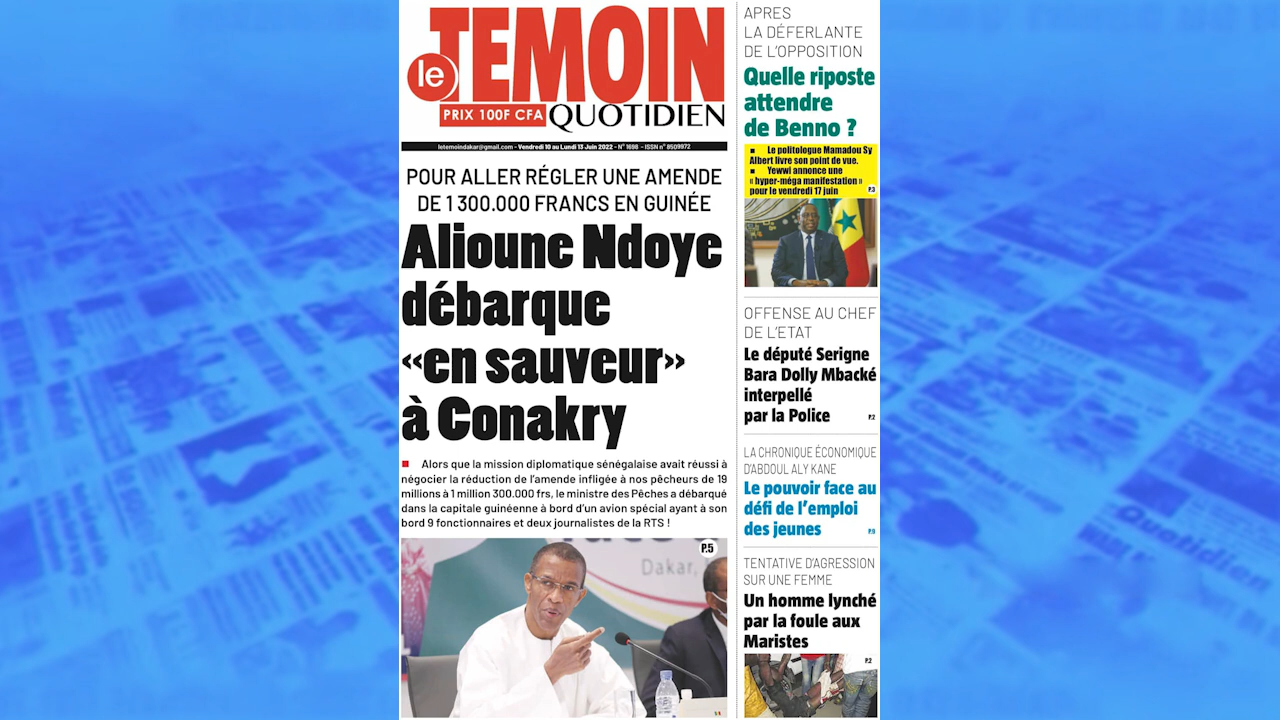 le TEMOIN
PRIX 100F CFA QUOTIDIEN
letemoindakar@gmail.com - Vendredi 10 au Lundi 13 Juin 2022 - N° 1698 - ISSN n° 8509972
POUR ALLER RÉGLER UNE AMENDE
DE 1 300.000 FRANCS EN GUINÉE
Alioune Ndoye
débarque
«en sauveur»
à Conakry
Alors que la mission diplomatique sénégalaise avait réussi à
négocier la réduction de l'amende infligée à nos pêcheurs de 19
millions à 1 million 300.000 frs, le ministre des Pêches a débarqué
dans la capitale guinéenne à bord d'un avion spécial ayant à son
bord 9 fonctionnaires et deux journalistes de la RTS !
P.5
Dakar,
APRES
LA DÉFERLANTE
DE L'OPPOSITION
Quelle riposte
attendre
de Benno ?
Le politologue Mamadou Sy
Albert livre son point de vue.
Yewwi annonce une
« hyper-méga manifestation »
pour le vendredi 17 juin
P.3
OFFENSE AU CHEF
DE L'ETAT
Le député Serigne
Bara Dolly Mbacké
interpellé
par la Police
P.2
LA CHRONIQUE ÉCONOMIQUE
D'ABDOUL ALY KANE
Le pouvoir face au
défi de l'emploi
des jeunes
P.9
TENTATIVE D'AGRESSION
SUR UNE FEMME
Un homme lynché
par la foule aux
Maristes
P.2
Quotidien